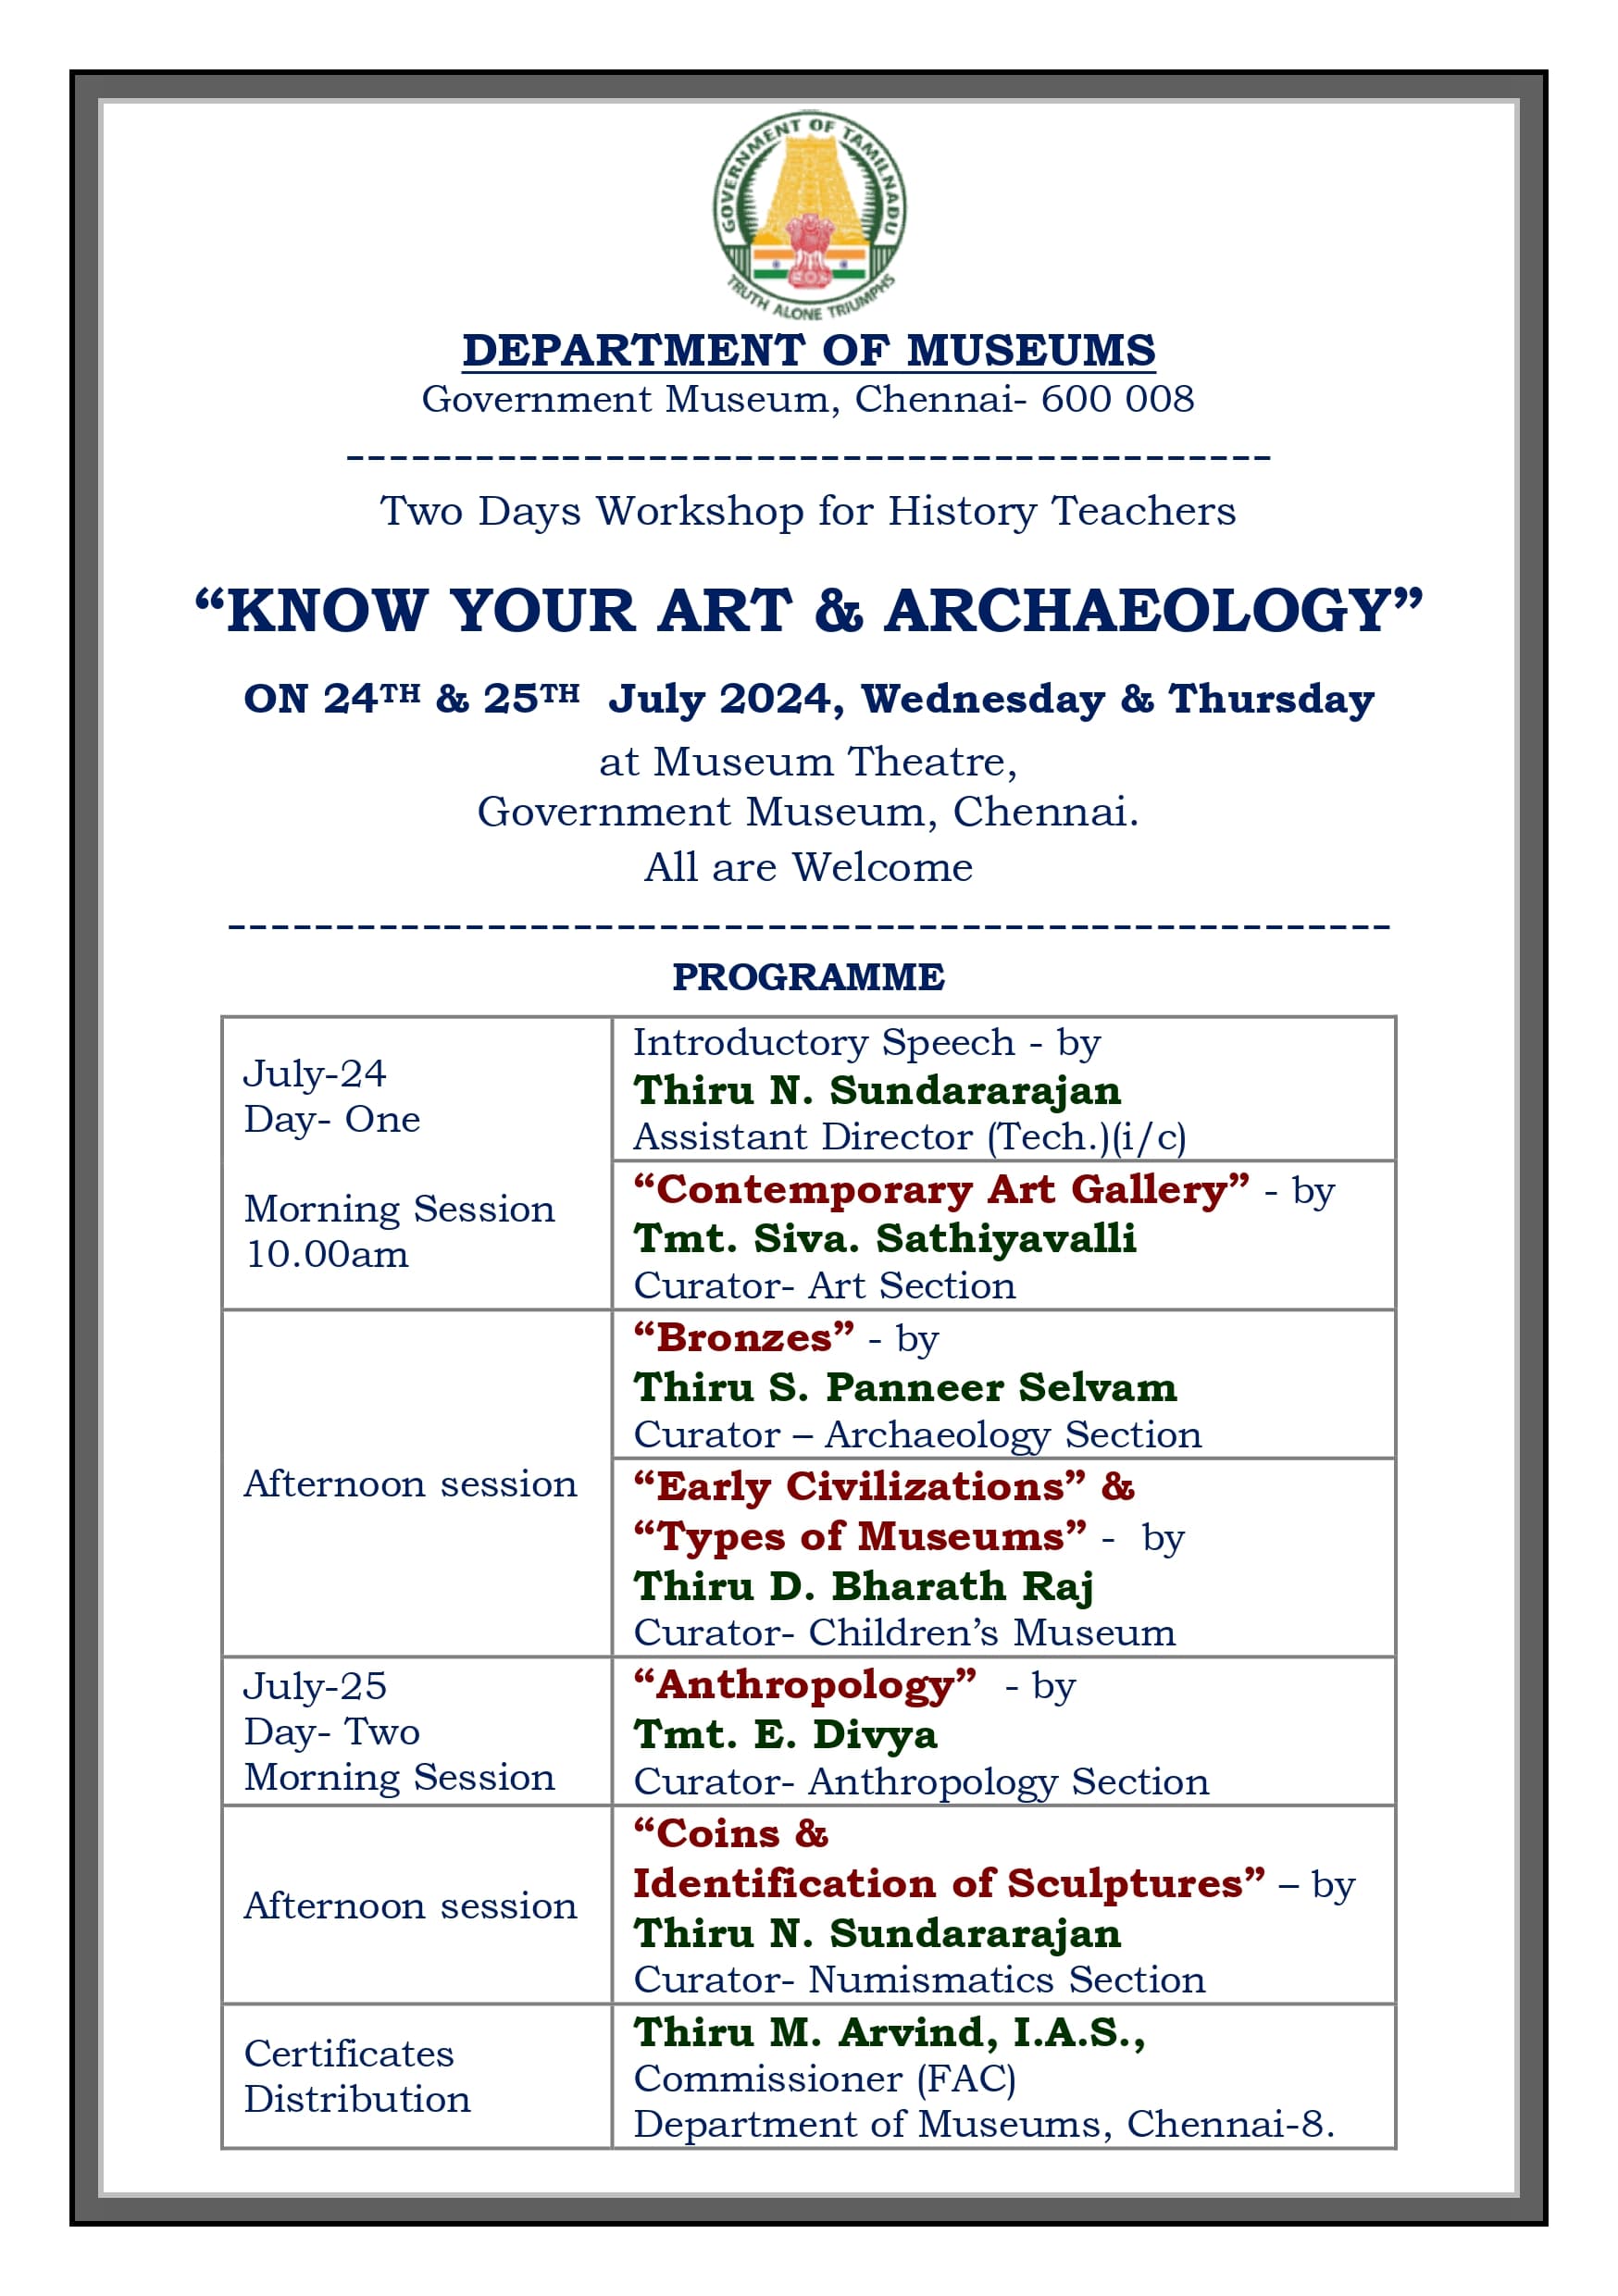 GOVERNMENT OF TAMILNADU
TRUTH ALONE TRIUMPHS
DEPARTMENT OF MUSEUMS
Government Museum, Chennai- 600 008
-------------------------------------------
Two Days Workshop for History Teachers
“KNOW YOUR ART & ARCHAEOLOGY”
ON 24TH & 25TH July 2024, Wednesday & Thursday
at Museum Theatre,
Government Museum, Chennai.
All are Welcome
------------------------------------------------------
PROGRAMME
July-24
Day- One
Morning Session
10.00am
Introductory Speech - by
Thiru N. Sundararajan
Assistant Director (Tech.)(i/c)
“Contemporary Art Gallery” - by
Tmt. Siva. Sathiyavalli
Curator- Art Section
Afternoon session
“Bronzes” - by
Thiru S. Panneer Selvam
Curator – Archaeology Section
“Early Civilizations” &
“Types of Museums” - by
Thiru D. Bharath Raj
Curator- Children’s Museum
July-25
Day- Two
Morning Session
“Anthropology” - by
Tmt. E. Divya
Curator- Anthropology Section
Afternoon session
“Coins &
Identification of Sculptures” – by
Thiru N. Sundararajan
Curator- Numismatics Section
Certificates
Distribution
Thiru M. Arvind, I.A.S.,
Commissioner (FAC)
Department of Museums, Chennai-8.